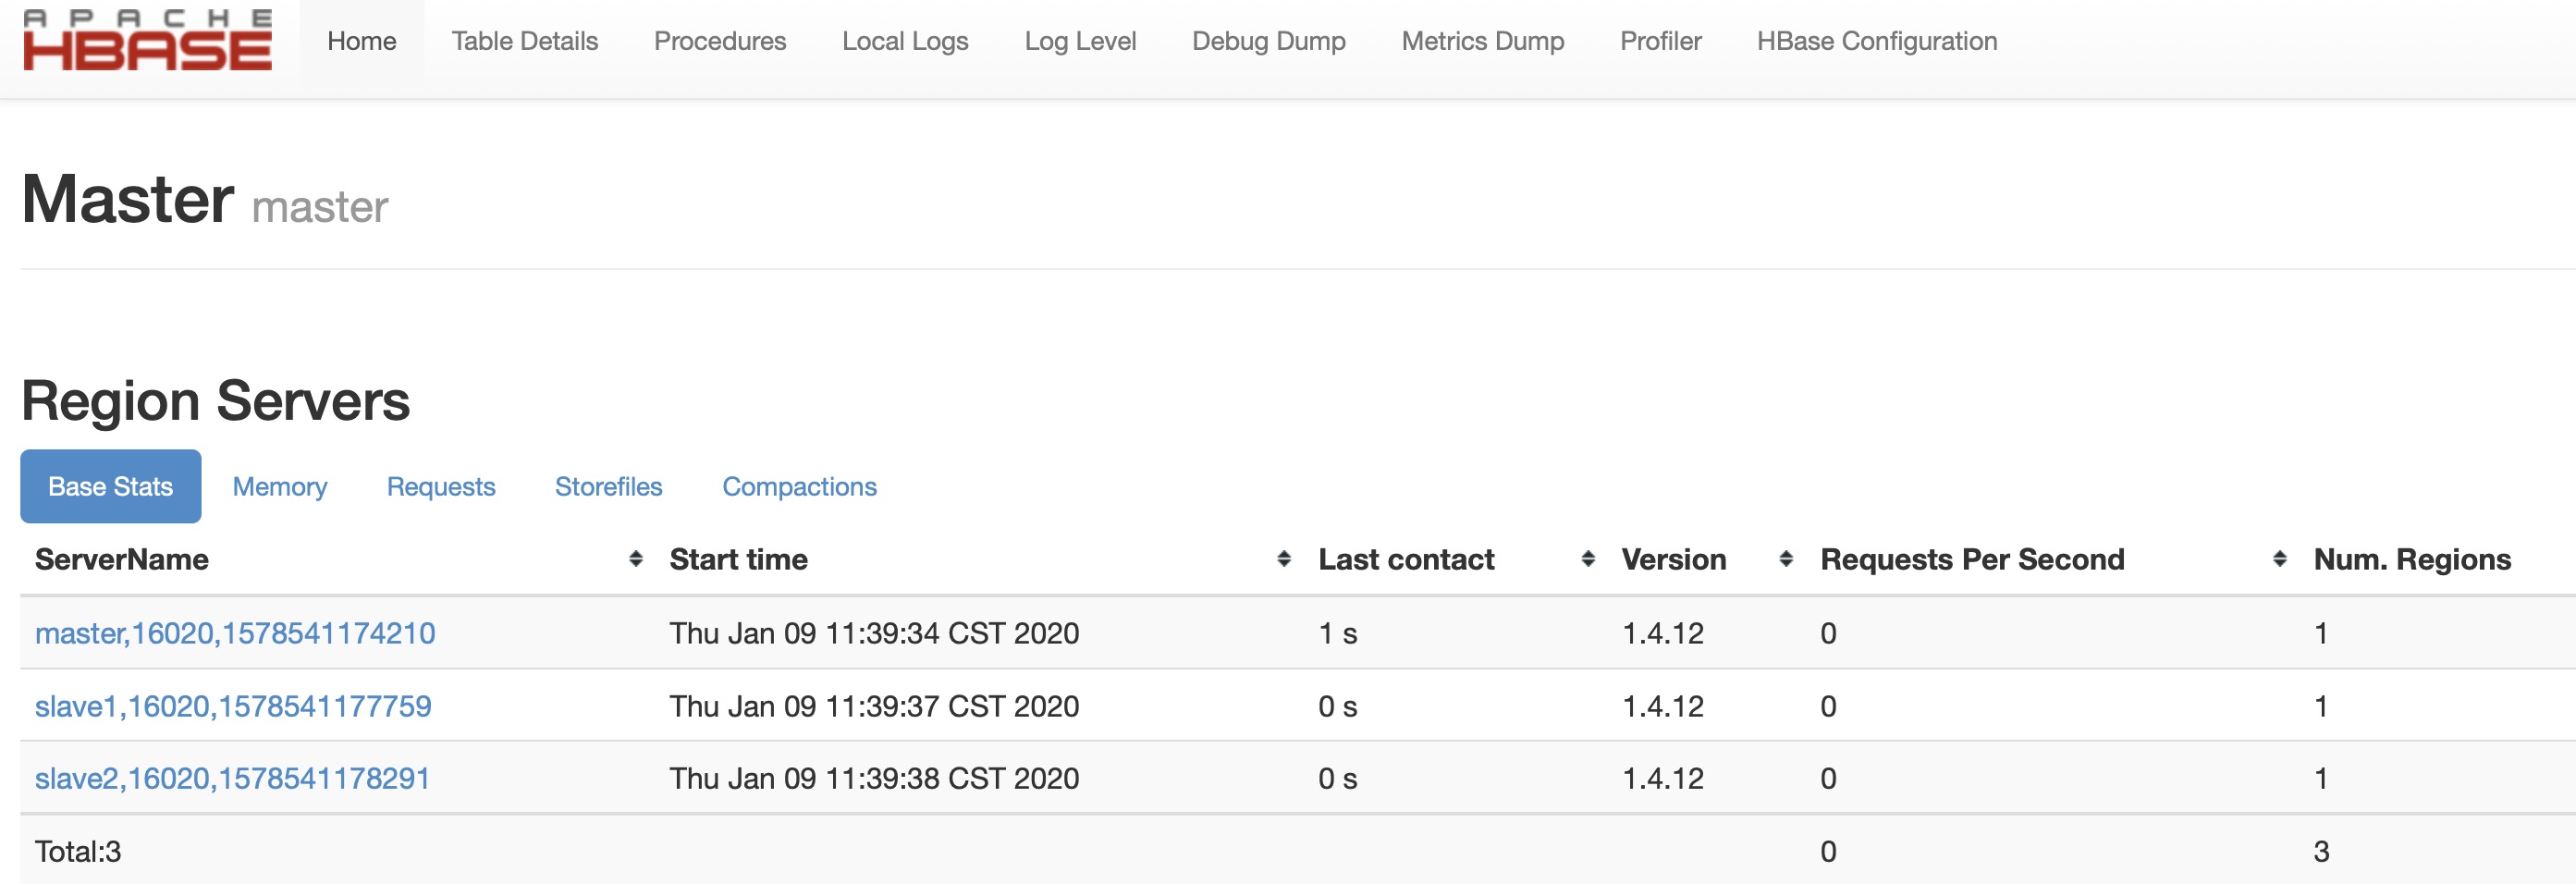 APACHE
HBASE
Home Table Details Procedures Local Logs Log Level Debug Dump Metrics Dump Profiler HBase Configuration
Master master
Region Servers
Base Stats Memory Requests Storefiles Compactions
ServerName Start time Last contact Version Requests Per Second Num. Regions
master,16020,1578541174210 Thu Jan 09 11:39:34 CST 2020 1 s 1.4.12 0 1
slave1,16020,1578541177759 Thu Jan 09 11:39:37 CST 2020 0 s 1.4.12 0 1
slave2,16020,1578541178291 Thu Jan 09 11:39:38 CST 2020 0 s 1.4.12 0 1
Total:3 0 3